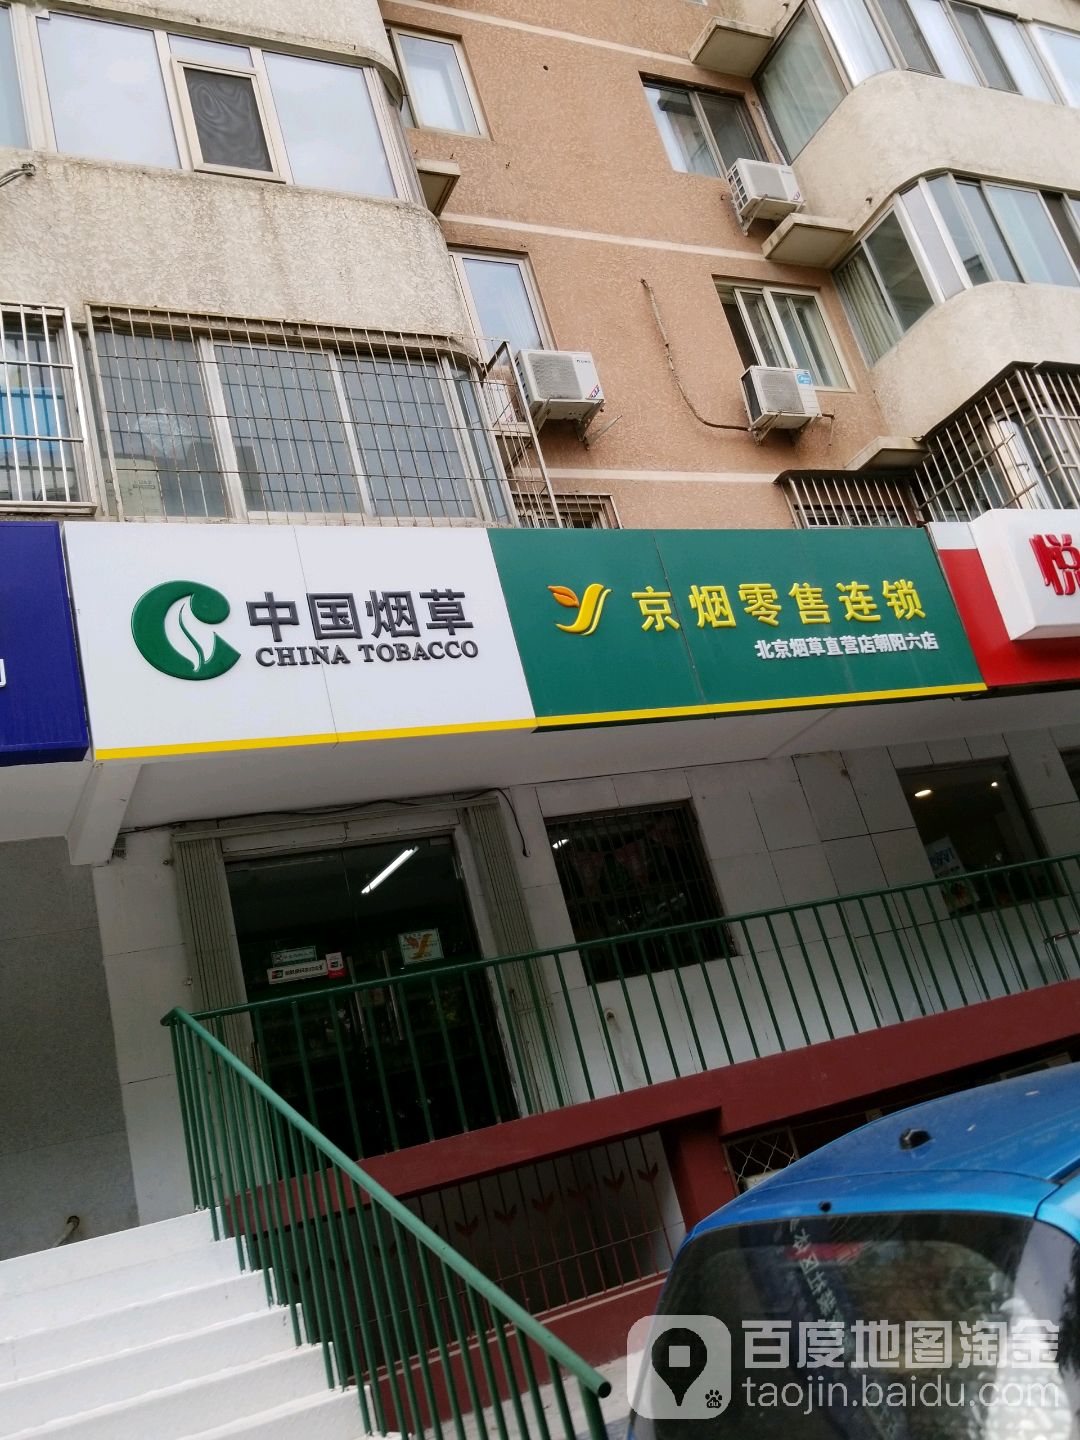 中国烟草
CHINA TOBACCO
京烟零售连锁
北京烟草直营店朝阳六店
悦
百度地图淘金
taojin.baidu.com